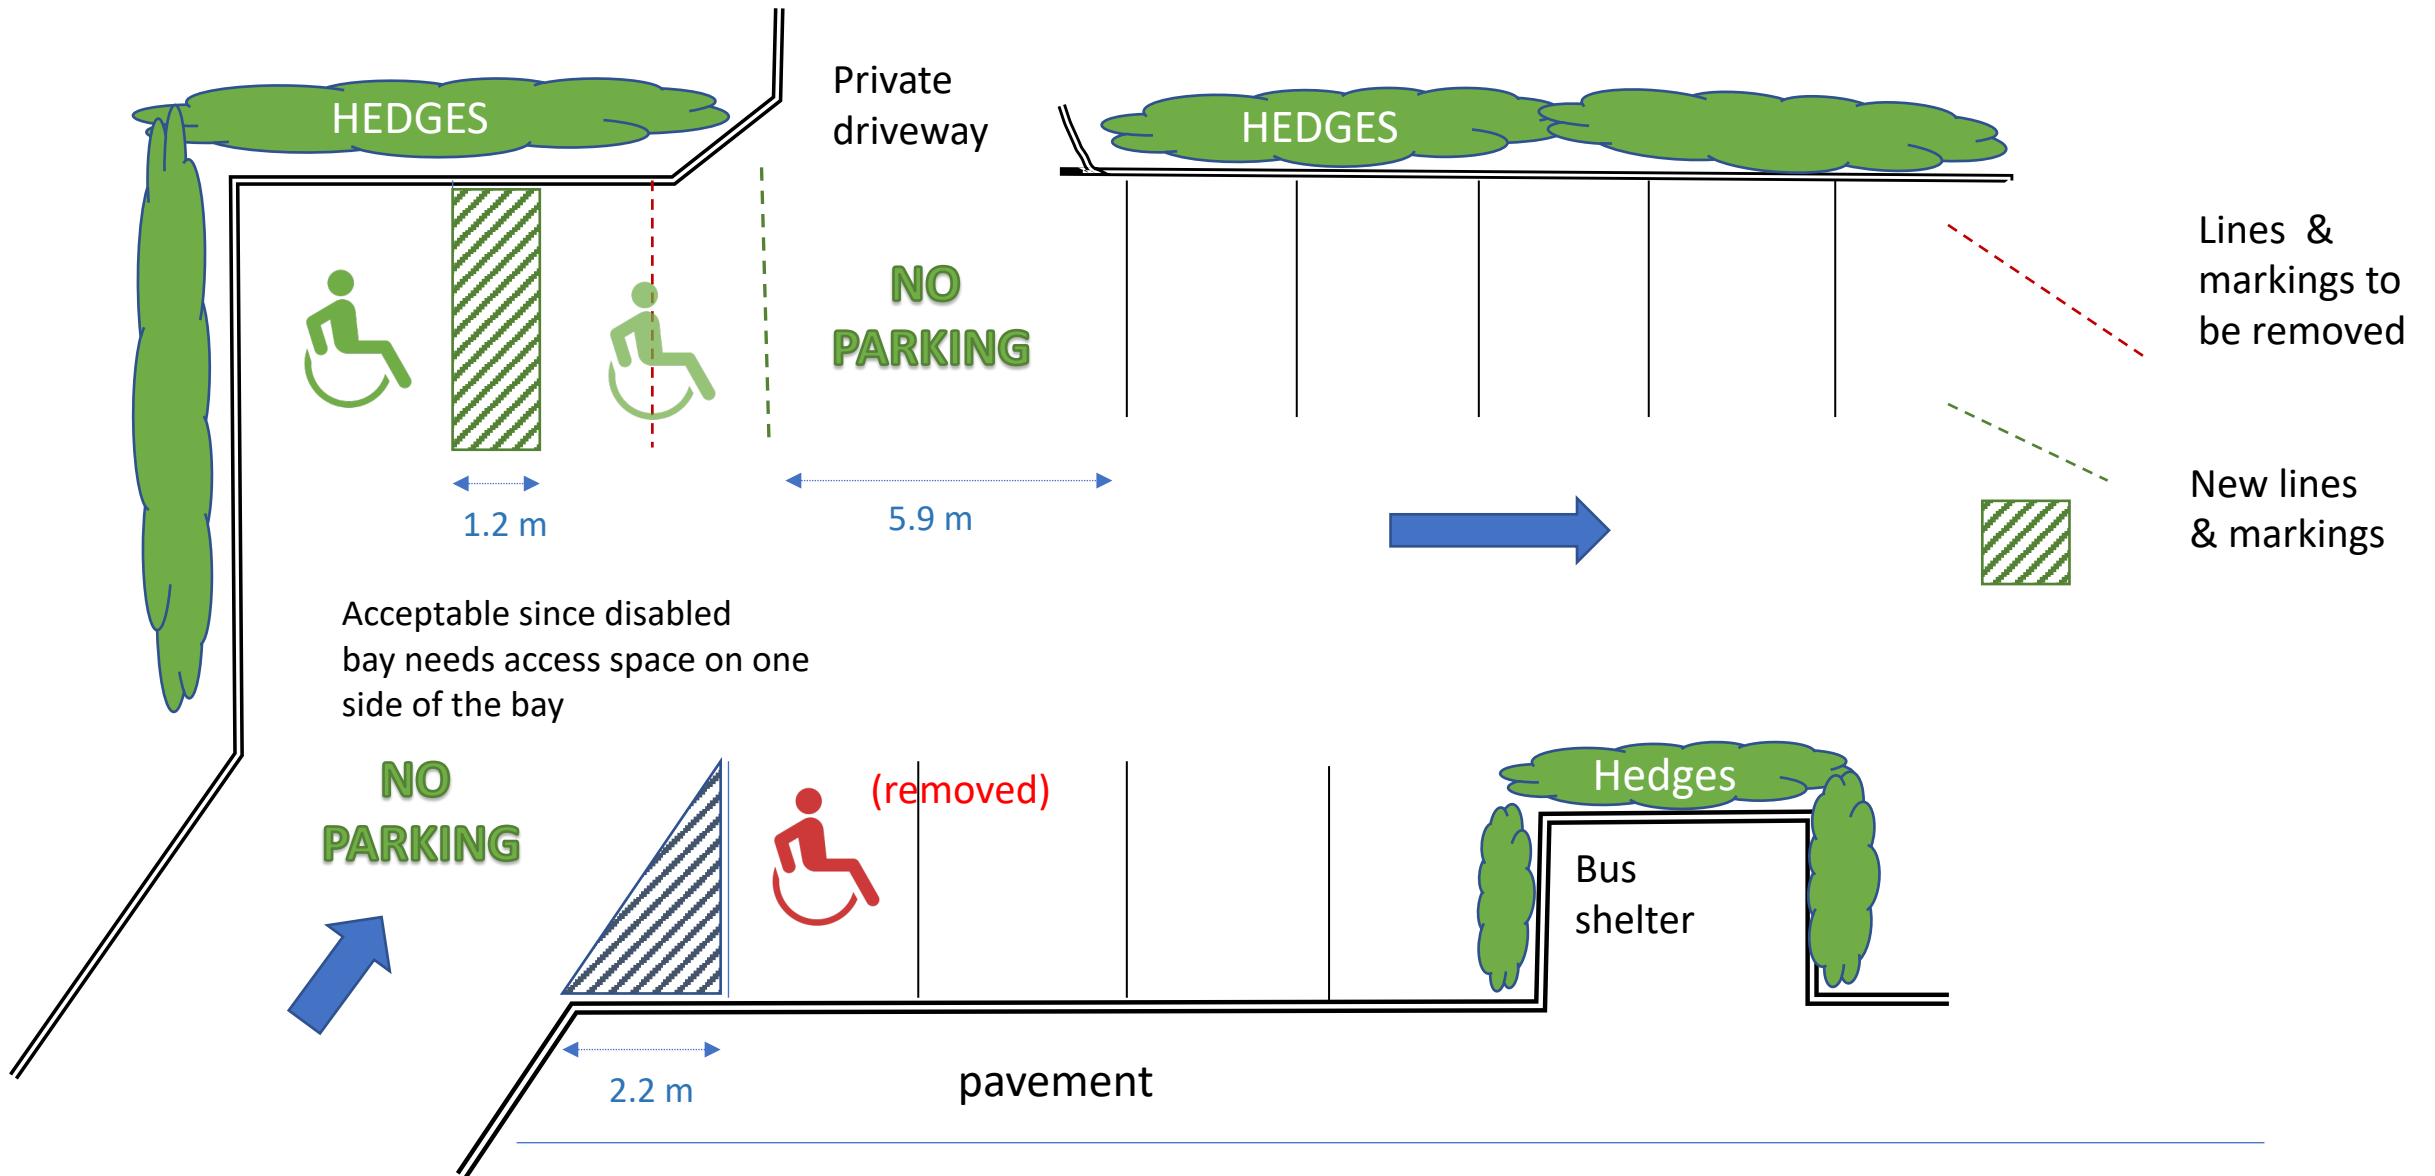 HEDGES
Private
driveway
HEDGES
Lines &
markings to
be removed
NO
PARKING
1.2 m
5.9 m
New lines
& markings
Acceptable since disabled
bay needs access space on one
side of the bay
NO
PARKING
(removed)
Hedges
Bus
shelter
2.2 m
pavement